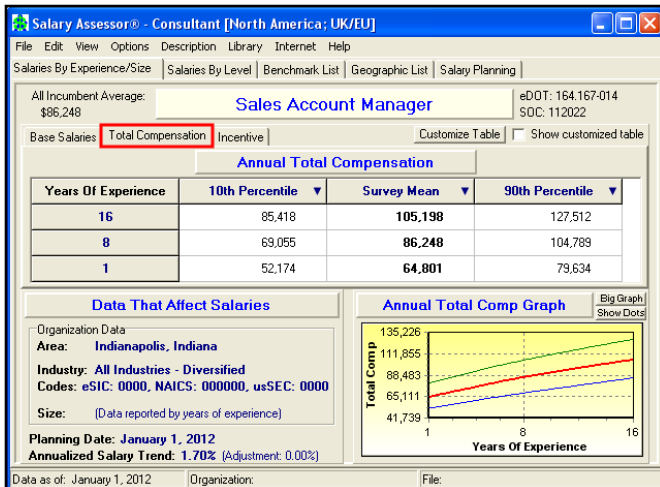 Salary Assessor® - Consultant [North America; UK/EU]
File Edit View Options Description Library Internet Help
Salaries By Experience/Size Salaries By Level Benchmark List Geographic List Salary Planning
All Incumbent Average:
$86,248
Sales Account Manager
eDOT: 164.167-014
SOC: 112022
Base Salaries Total Compensation Incentive Customize Table Show customized table
Annual Total Compensation
Years Of Experience 10th Percentile Survey Mean 90th Percentile
16 85,418 105,198 127,512
8 69,055 86,248 104,789
1 52,174 64,801 79,634
Data That Affect Salaries
Organization Data
Area: Indianapolis, Indiana
Industry: All Industries - Diversified
Codes: eSIC: 0000, NAICS: 000000, usSEC: 0000
Size: (Data reported by years of experience)
Planning Date: January 1, 2012
Annualized Salary Trend: 1.70% (Adjustment: 0.00%)
Annual Total Comp Graph
Big Graph
Show Dots
Total Comp
135,226
111,855
88,483
65,111
41,739
1 8 16
Years Of Experience
Data as of: January 1, 2012 Organization: File: